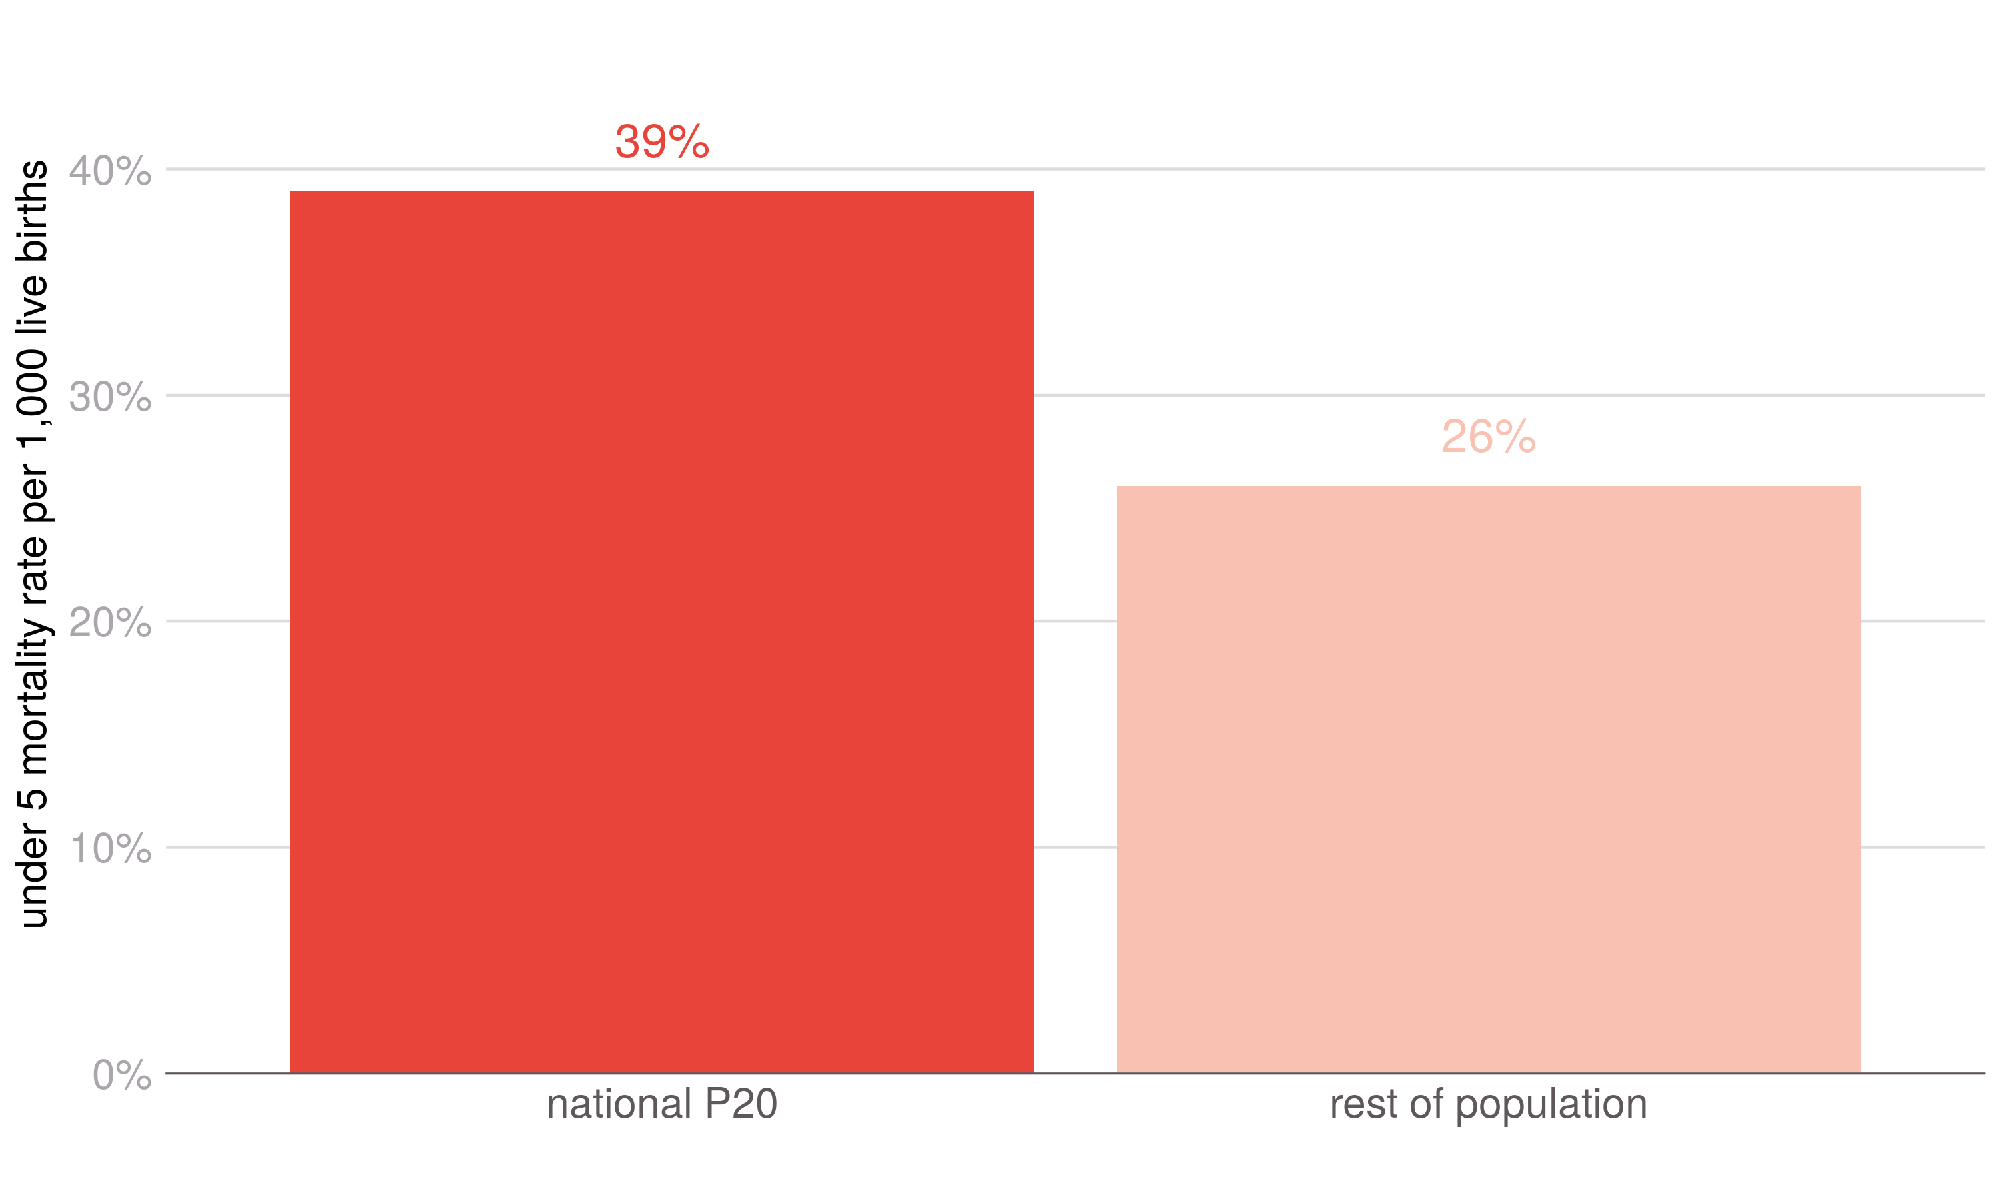 under 5 mortality rate per 1,000 live births
40%
30%
20%
10%
0%
39%
26%
national P20
rest of population